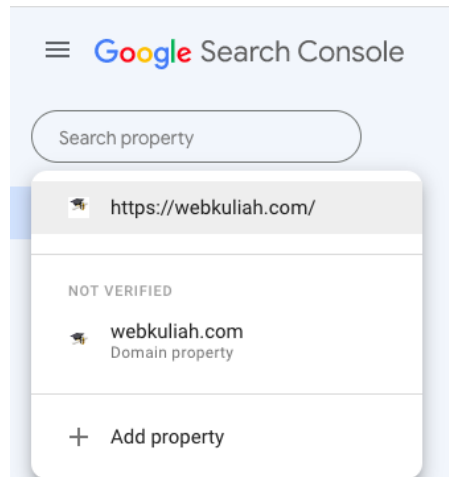 Google Search Console
Search property
https://webkuliah.com/
NOT VERIFIED
webkuliah.com
Domain property
Add property